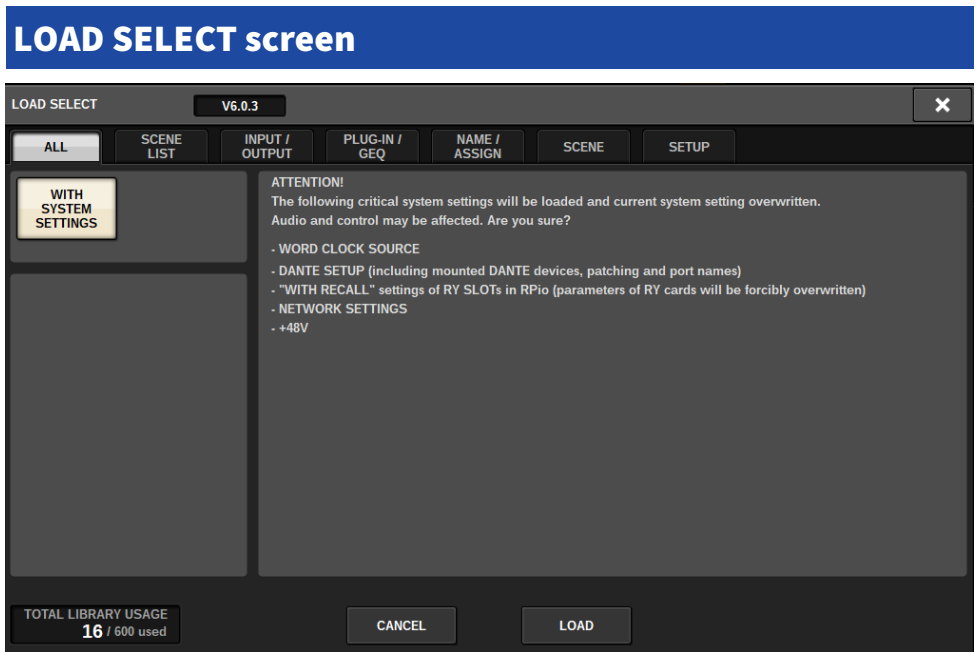 LOAD SELECT screen
LOAD SELECT
V6.0.3
ALL
SCENE
LIST
INPUT /
OUTPUT
PLUG-IN /
GEQ
NAME /
ASSIGN
SCENE
SETUP
WITH
SYSTEM
SETTINGS
ATTENTION!
The following critical system settings will be loaded and current system setting overwritten.
Audio and control may be affected. Are you sure?
- WORD CLOCK SOURCE
- DANTE SETUP (including mounted DANTE devices, patching and port names)
- "WITH RECALL" settings of RY SLOTs in RPio (parameters of RY cards will be forcibly overwritten)
- NETWORK SETTINGS
- +48V
TOTAL LIBRARY USAGE
16 / 600 used
CANCEL
LOAD